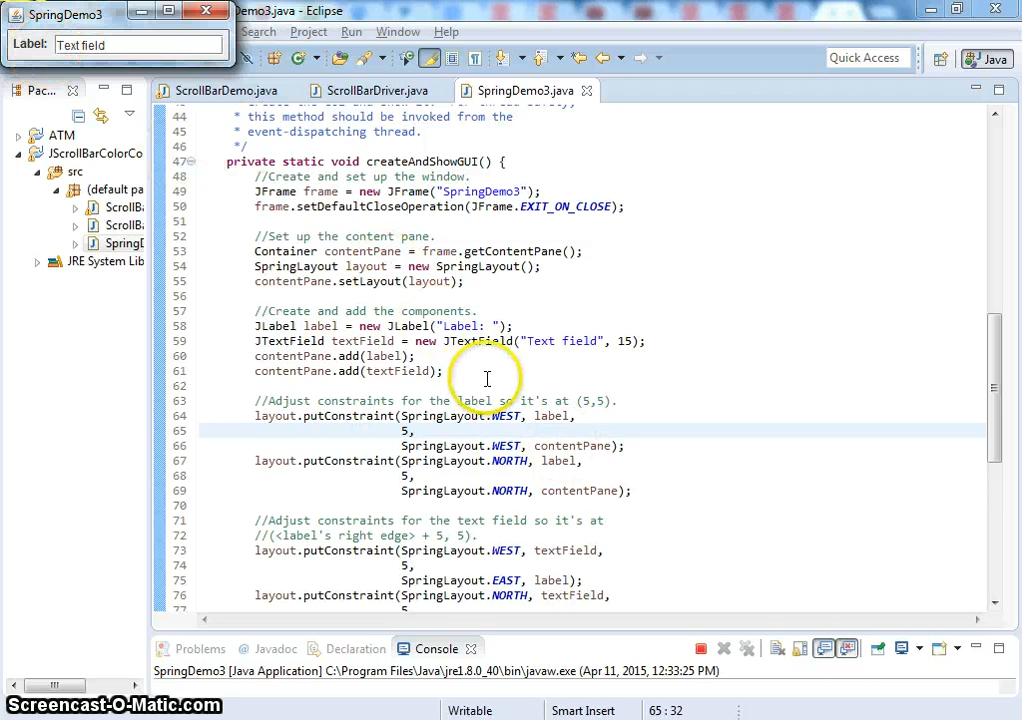 SpringDemo3
Demo3.java - Eclipse
Label: Text field
Search Project Run Window Help
Quick Access
Java
Pac...
ScrollBarDemo.java
ScrollBarDriver.java
SpringDemo3.java
ATM
JScrollBarColorCo
src
(default pa
ScrollBa
ScrollBa
SpringD
JRE System Lib
44 * this method should be invoked from the
45 * event-dispatching thread.
46 */
47 private static void createAndShowGUI() {
48 //Create and set up the window.
49 JFrame frame = new JFrame("SpringDemo3");
50 frame.setDefaultCloseOperation(JFrame.EXIT_ON_CLOSE);
51
52 //Set up the content pane.
53 Container contentPane = frame.getContentPane();
54 SpringLayout layout = new SpringLayout();
55 contentPane.setLayout(layout);
56
57 //Create and add the components.
58 JLabel label = new JLabel("Label: ");
59 JTextField textField = new JTextField("Text field", 15);
60 contentPane.add(label);
61 contentPane.add(textField);
62
63 //Adjust constraints for the label so it's at (5,5).
64 layout.putConstraint(SpringLayout.WEST, label,
65 5,
66 SpringLayout.WEST, contentPane);
67 layout.putConstraint(SpringLayout.NORTH, label,
68 5,
69 SpringLayout.NORTH, contentPane);
70
71 //Adjust constraints for the text field so it's at
72 //(<label's right edge> + 5, 5).
73 layout.putConstraint(SpringLayout.WEST, textField,
74 5,
75 SpringLayout.EAST, label);
76 layout.putConstraint(SpringLayout.NORTH, textField,
77 5
Problems Javadoc Declaration Console
SpringDemo3 [Java Application] C:\Program Files\Java\jre1.8.0_40\bin\javaw.exe (Apr 11, 2015, 12:33:25 PM)
Screencast-O-Matic.com
Writable Smart Insert 65 : 32